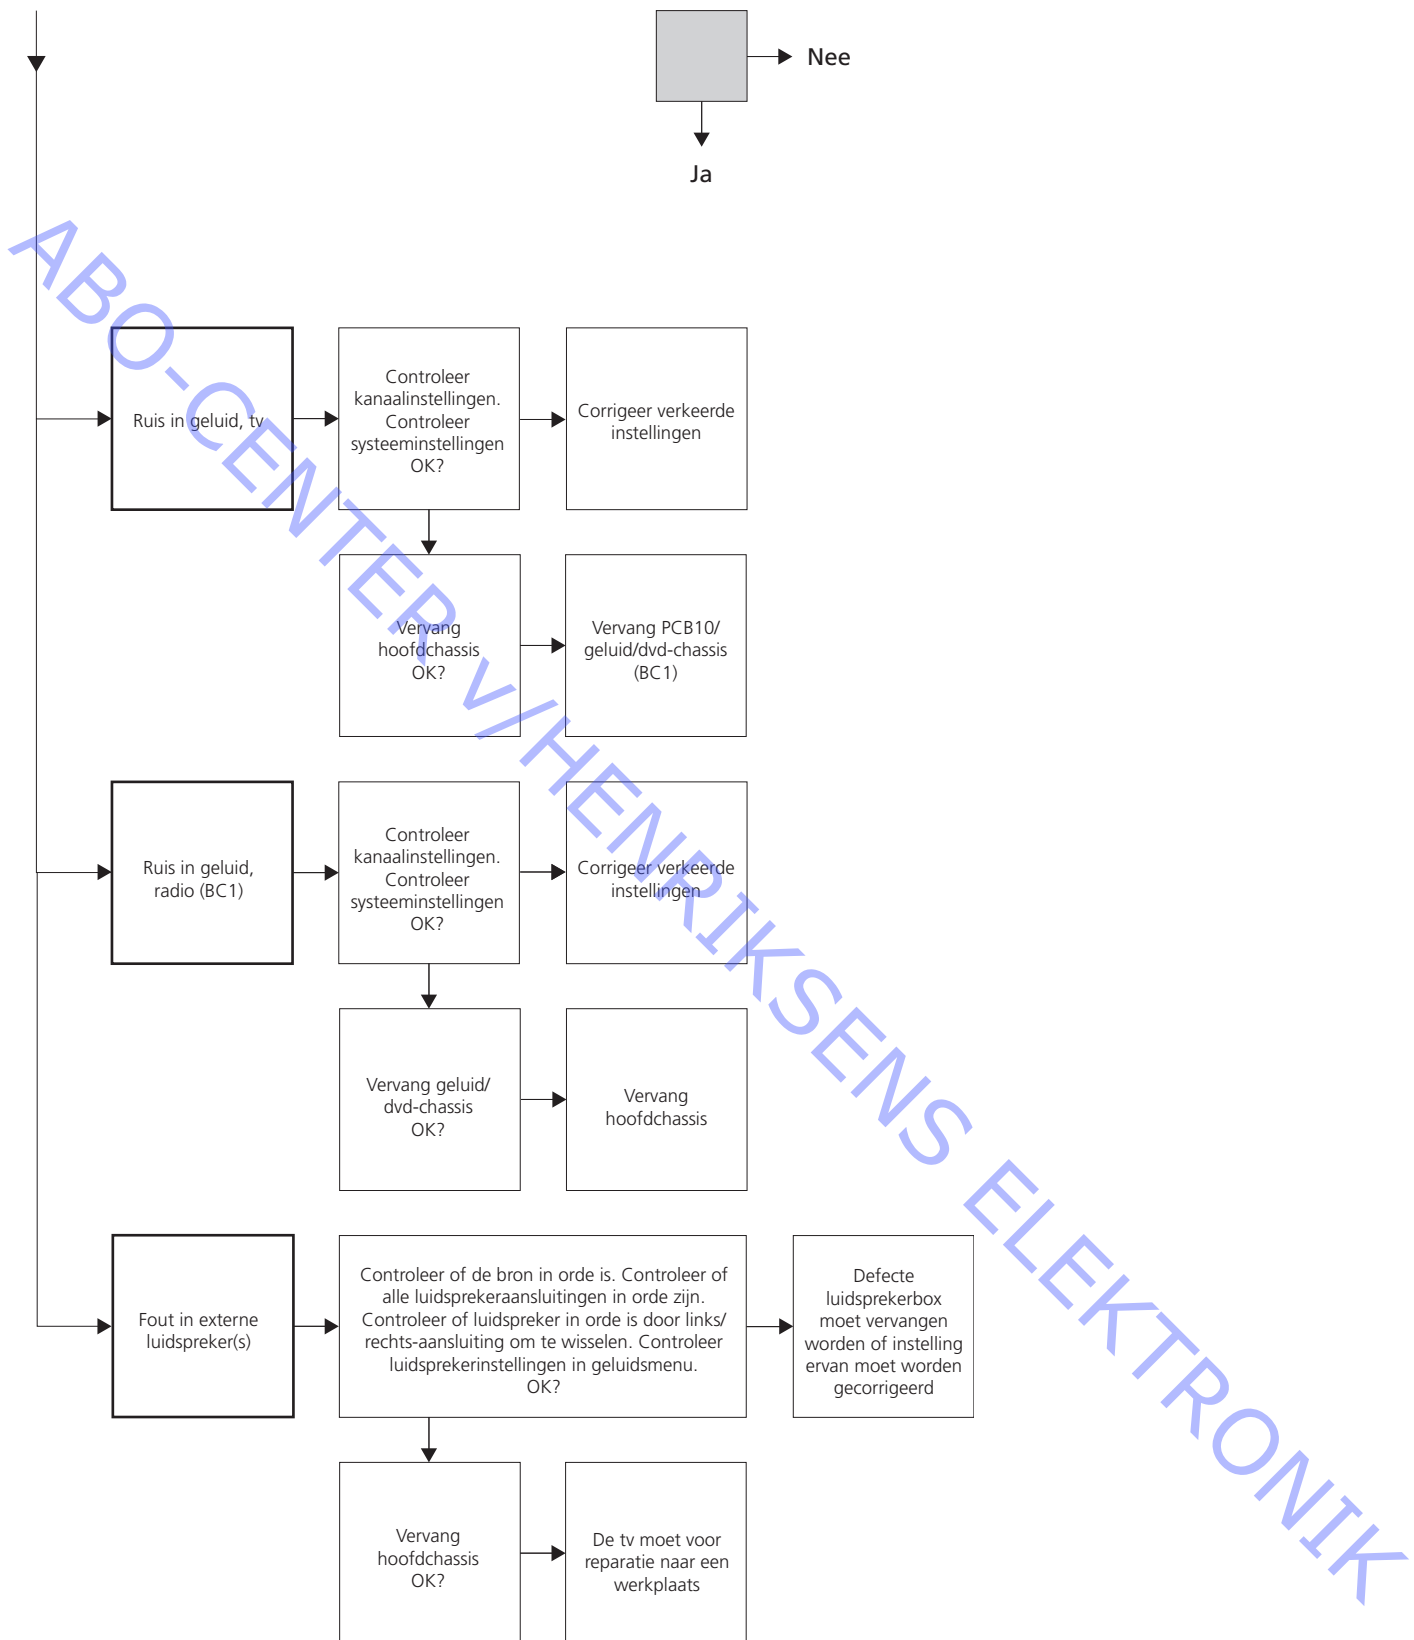 Nee
Ja
Ruis in geluid, tv
Controleer
kanaalinstellingen.
Controleer
systeeminstellingen
OK?
Corrigeer verkeerde
instellingen
Vervang
hoofdchassis
OK?
Vervang PCB10/
geluid/dvd-chassis
(BC1)
Ruis in geluid,
radio (BC1)
Controleer
kanaalinstellingen.
Controleer
systeeminstellingen
OK?
Corrigeer verkeerde
instellingen
Vervang geluid/
dvd-chassis
OK?
Vervang
hoofdchassis
Fout in externe
luidspreker(s)
Controleer of de bron in orde is. Controleer of
alle luidsprekeraansluitingen in orde zijn.
Controleer of luidspreker in orde is door links/
rechts-aansluiting om te wisselen. Controleer
luidsprekerinstellingen in geluidsmenu.
OK?
Defecte
luidsprekerbox
moet vervangen
worden of instelling
ervan moet worden
gecorrigeerd
Vervang
hoofdchassis
OK?
De tv moet voor
reparatie naar een
werkplaats
ABO-CENTER v/HENRIKSENS ELEKTRONIK